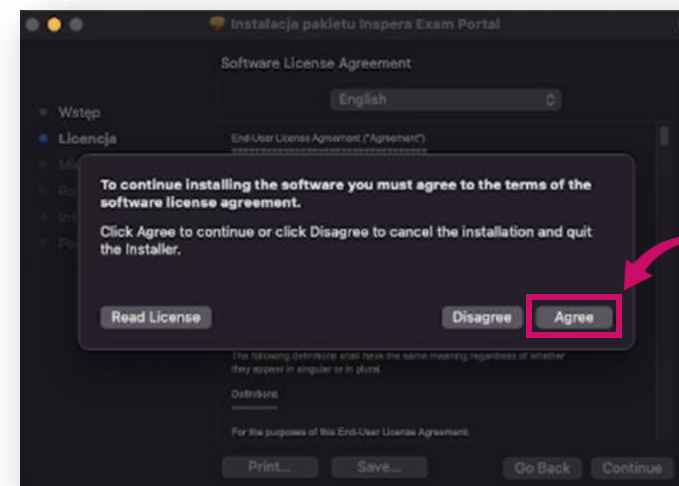 Instalacja pakietu Inspera Exam Portal
Software License Agreement
English
Wstęp
Licencja
End-User License Agreement ("Agreement")
To continue installing the software you must agree to the terms of the
software license agreement.
Click Agree to continue or click Disagree to cancel the installation and quit
the Installer.
Read License
Disagree
Agree
The following definitions shall have the same meaning regardless of whether
they appear in singular or in plural.
Definitions
For the purposes of this End-User License Agreement:
Print...
Save...
Go Back
Continue